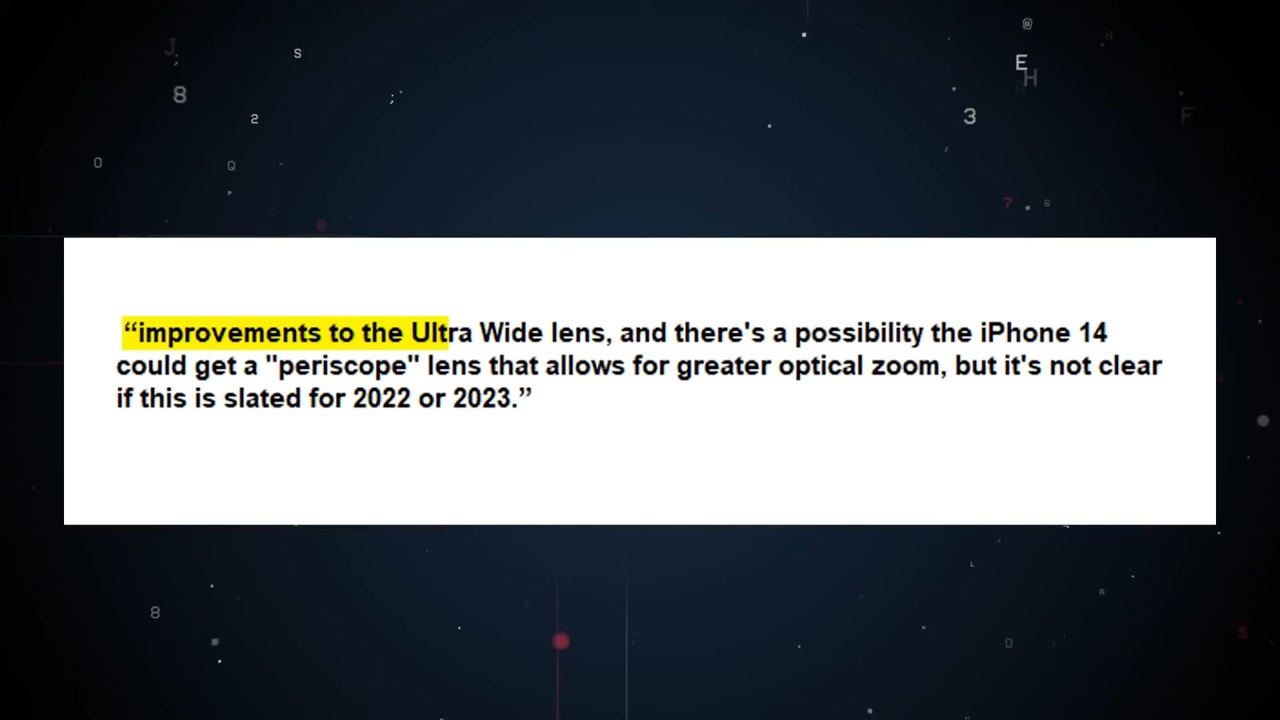 “improvements to the Ultra Wide lens, and there's a possibility the iPhone 14
could get a "periscope" lens that allows for greater optical zoom, but it's not clear
if this is slated for 2022 or 2023.”